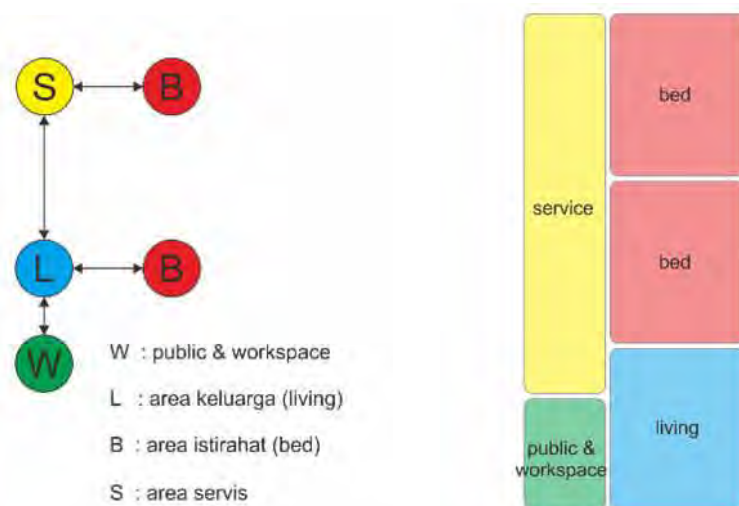 S
B
L
B
W
W : public & workspace
L : area keluarga (living)
B : area istirahat (bed)
S : area servis
bed
service
bed
living
public &
workspace